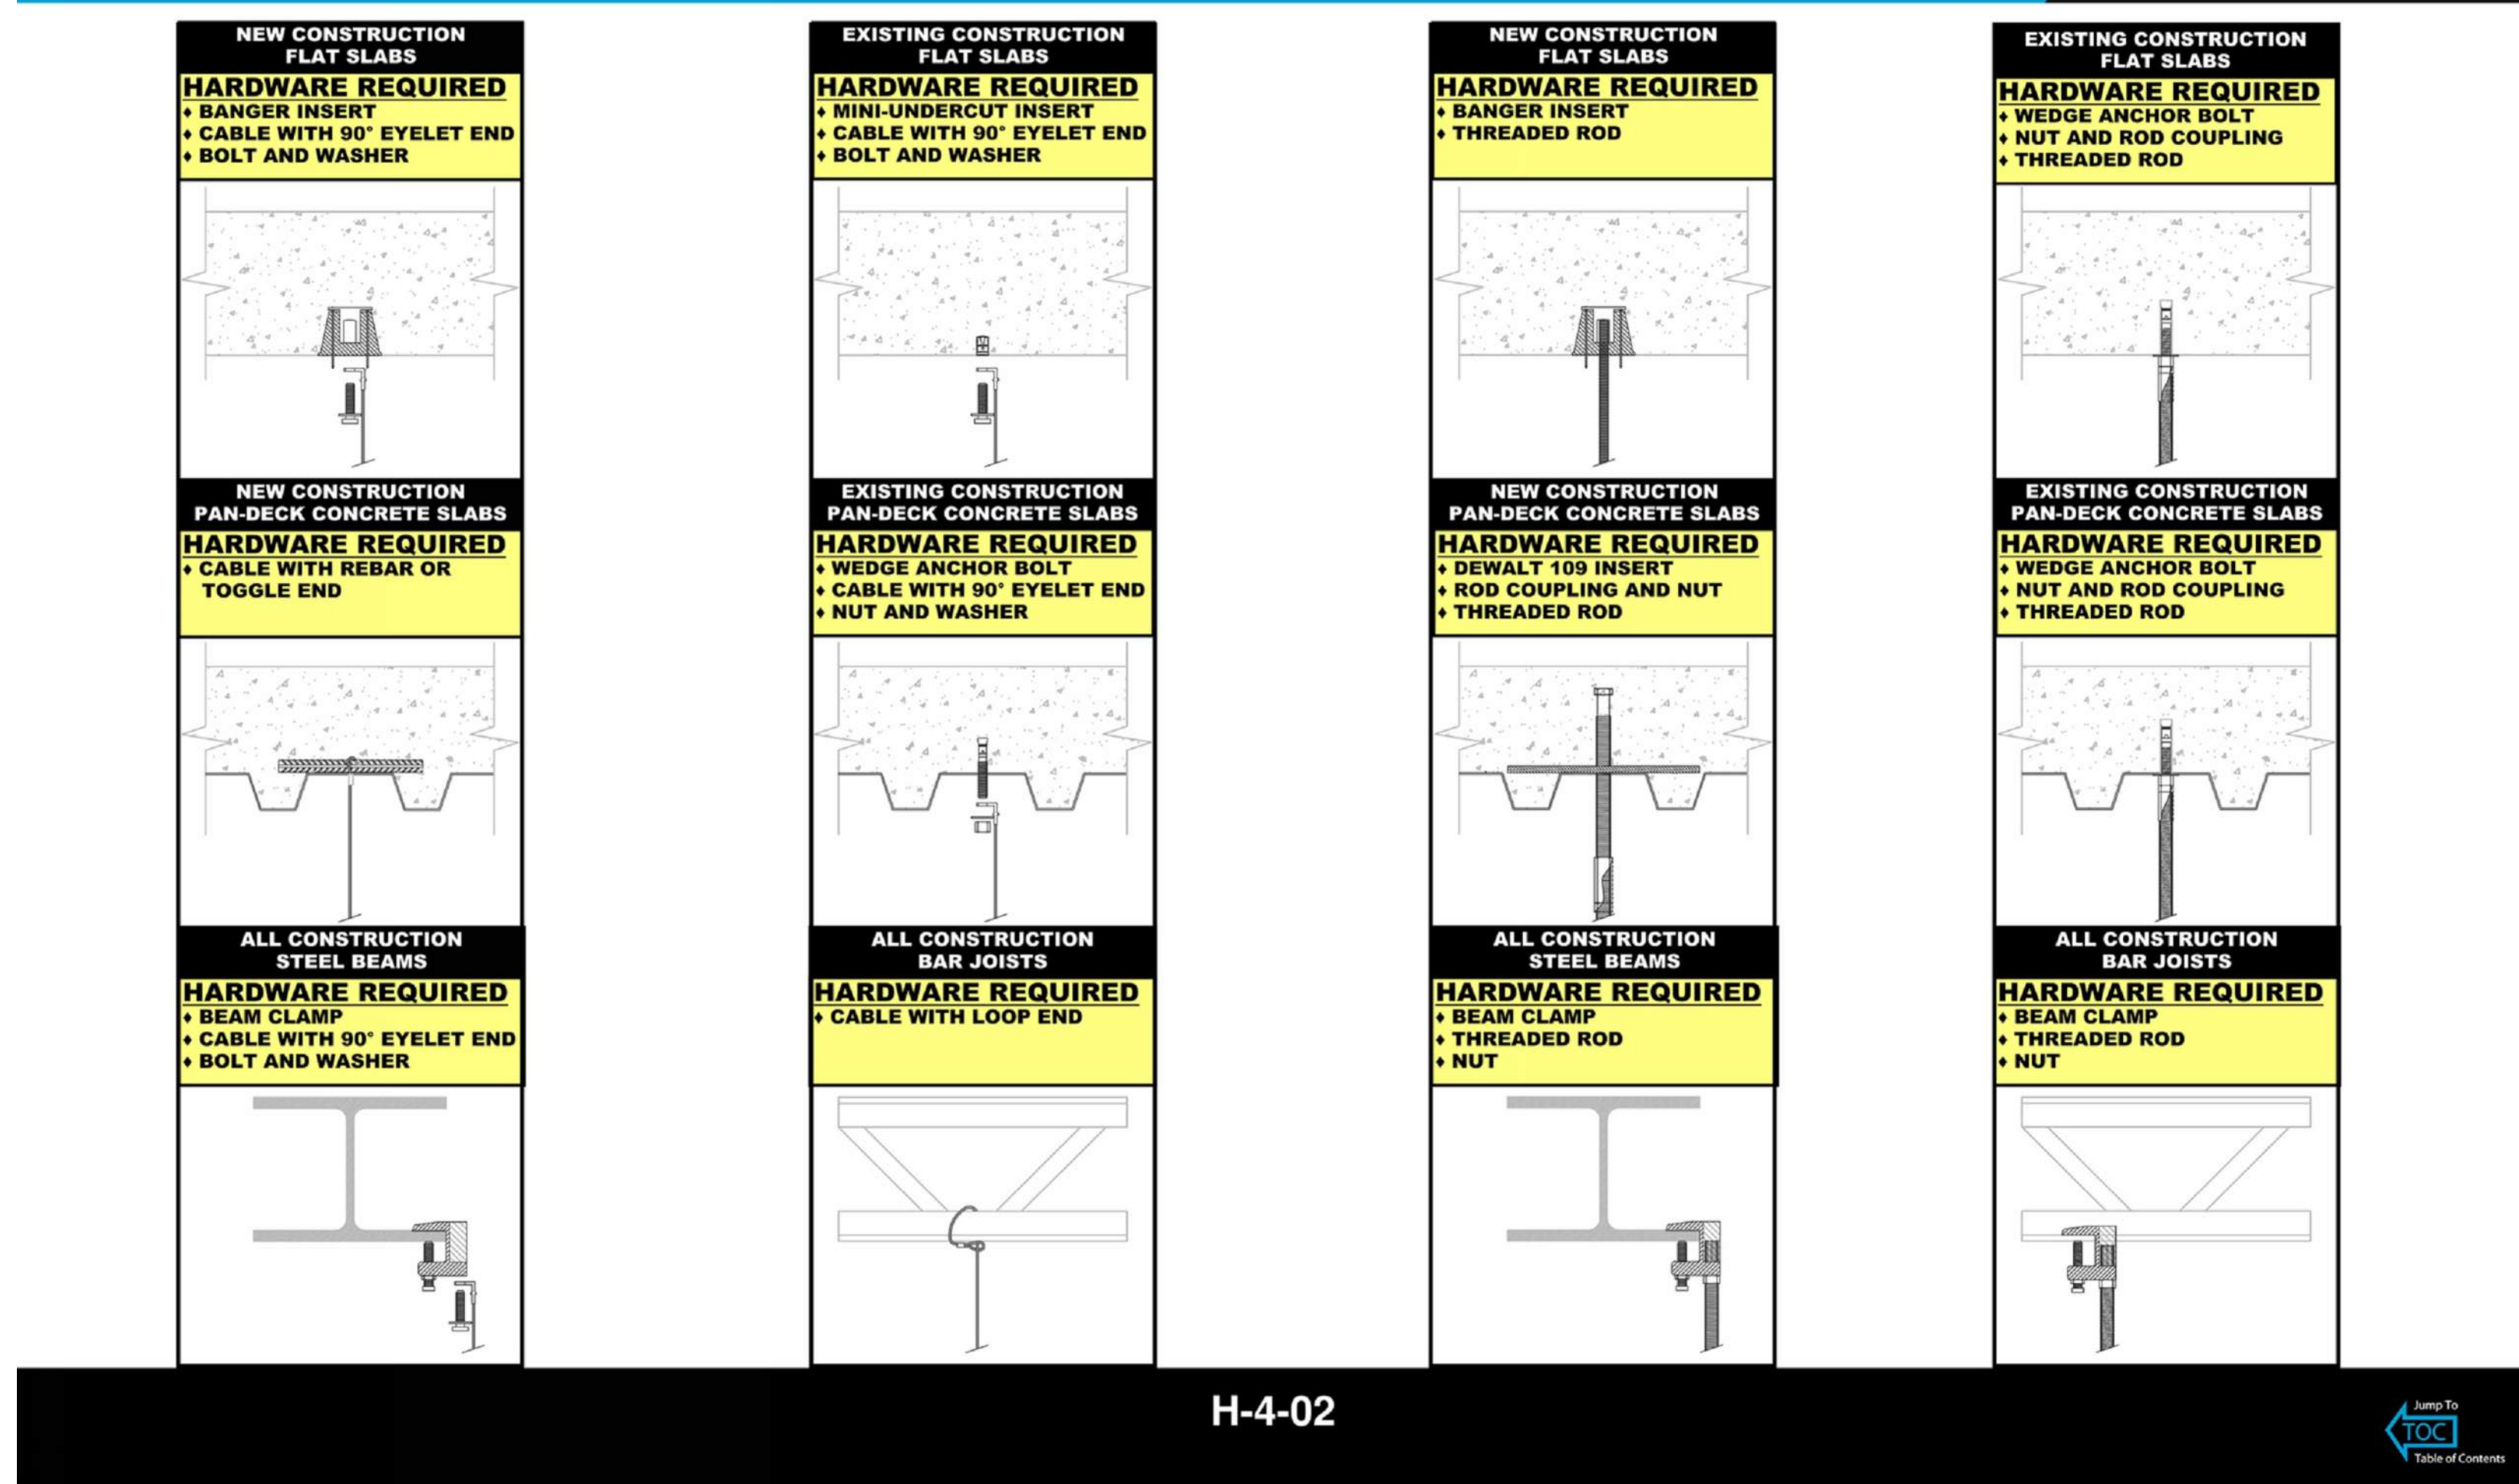 NEW CONSTRUCTION
FLAT SLABS
HARDWARE REQUIRED
♦ BANGER INSERT
♦ CABLE WITH 90° EYELET END
♦ BOLT AND WASHER
EXISTING CONSTRUCTION
FLAT SLABS
HARDWARE REQUIRED
♦ MINI-UNDERCUT INSERT
♦ CABLE WITH 90° EYELET END
♦ BOLT AND WASHER
NEW CONSTRUCTION
FLAT SLABS
HARDWARE REQUIRED
♦ BANGER INSERT
♦ THREADED ROD
EXISTING CONSTRUCTION
FLAT SLABS
HARDWARE REQUIRED
♦ WEDGE ANCHOR BOLT
♦ NUT AND ROD COUPLING
♦ THREADED ROD
NEW CONSTRUCTION
PAN-DECK CONCRETE SLABS
HARDWARE REQUIRED
♦ CABLE WITH REBAR OR
TOGGLE END
EXISTING CONSTRUCTION
PAN-DECK CONCRETE SLABS
HARDWARE REQUIRED
♦ WEDGE ANCHOR BOLT
♦ CABLE WITH 90° EYELET END
♦ NUT AND WASHER
NEW CONSTRUCTION
PAN-DECK CONCRETE SLABS
HARDWARE REQUIRED
♦ DEWALT 109 INSERT
♦ ROD COUPLING AND NUT
♦ THREADED ROD
EXISTING CONSTRUCTION
PAN-DECK CONCRETE SLABS
HARDWARE REQUIRED
♦ WEDGE ANCHOR BOLT
♦ NUT AND ROD COUPLING
♦ THREADED ROD
ALL CONSTRUCTION
STEEL BEAMS
HARDWARE REQUIRED
♦ BEAM CLAMP
♦ CABLE WITH 90° EYELET END
♦ BOLT AND WASHER
ALL CONSTRUCTION
BAR JOISTS
HARDWARE REQUIRED
♦ CABLE WITH LOOP END
ALL CONSTRUCTION
STEEL BEAMS
HARDWARE REQUIRED
♦ BEAM CLAMP
♦ THREADED ROD
♦ NUT
ALL CONSTRUCTION
BAR JOISTS
HARDWARE REQUIRED
♦ BEAM CLAMP
♦ THREADED ROD
♦ NUT
H-4-02
Jump To
TOC
Table of Contents